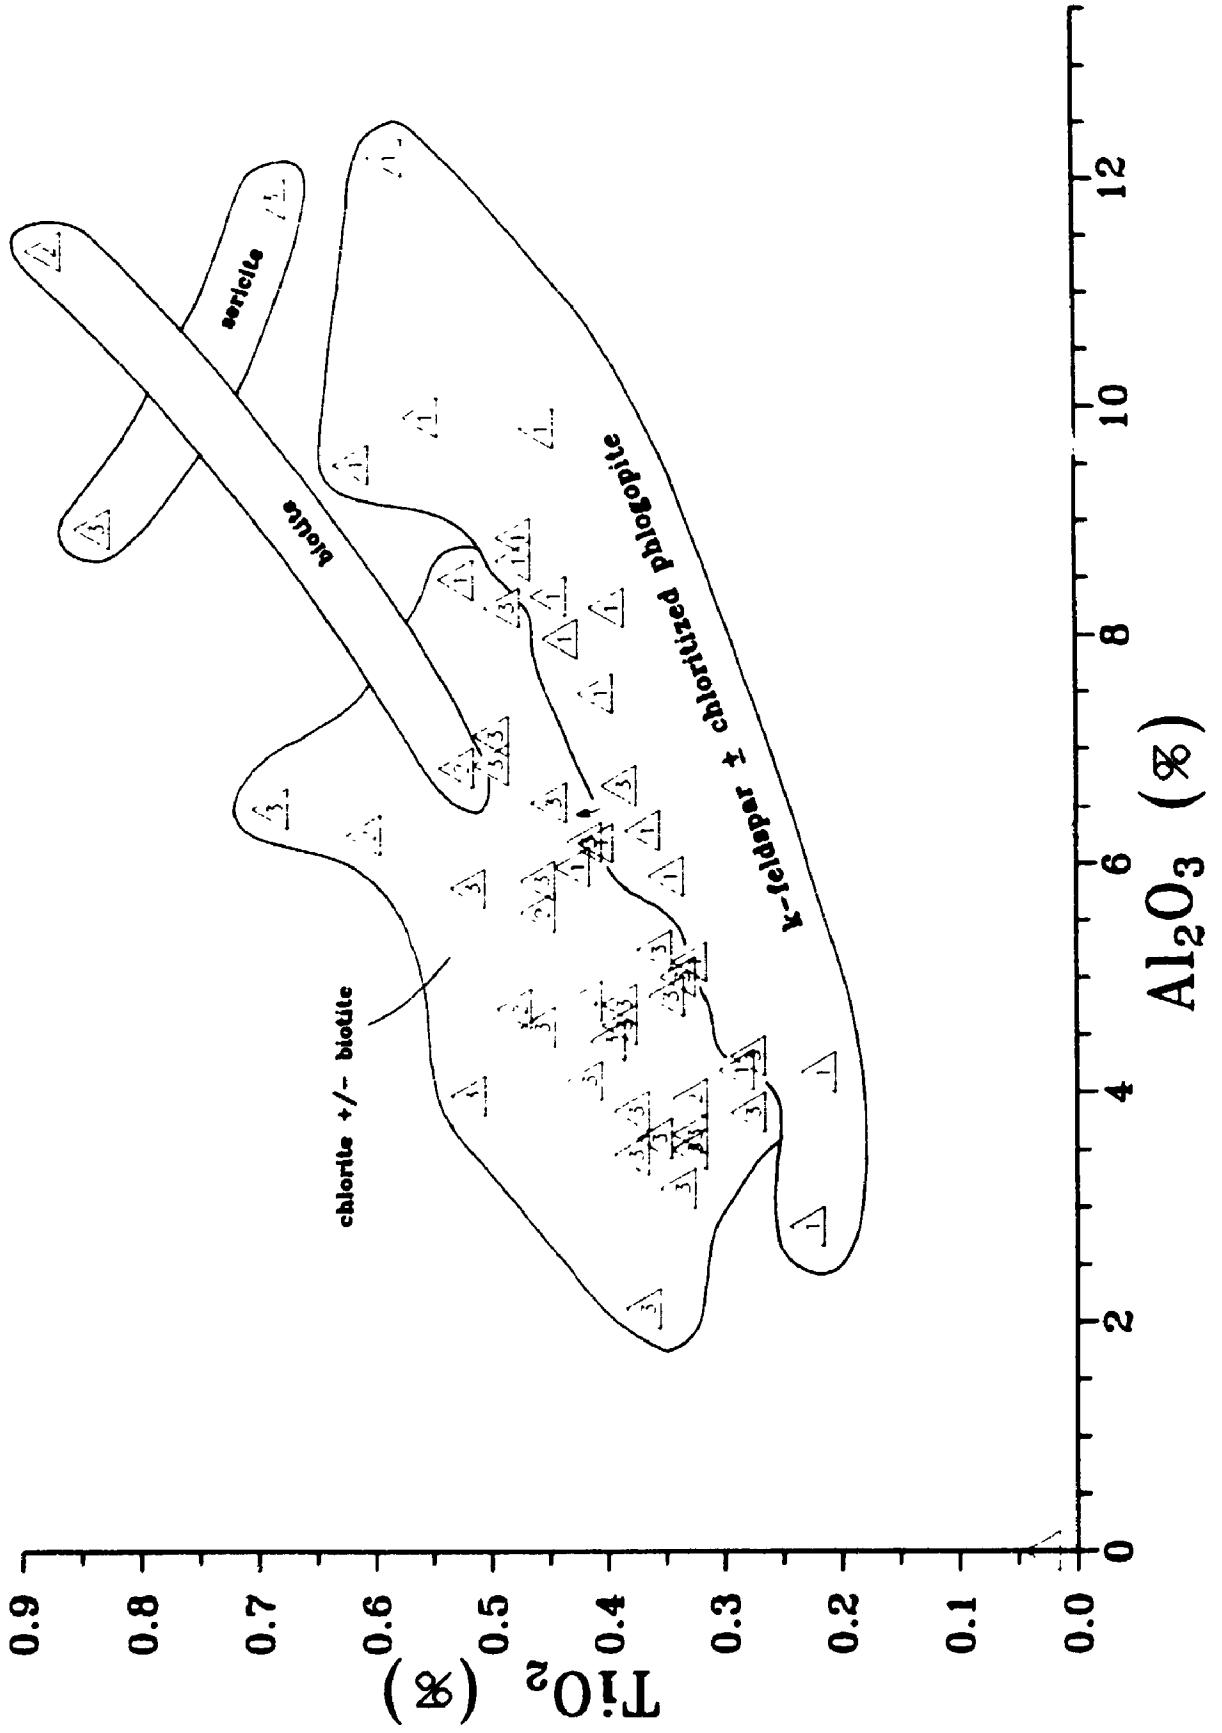 TiO₂ (%)
0.9
0.8
0.7
0.6
0.5
0.4
0.3
0.2
0.1
0.0
chlorite +/- biotite
biotite
sericite
k-feldspar ± chloritized phlogopite
0
2
4
6
8
10
12
Al₂O₃ (%)